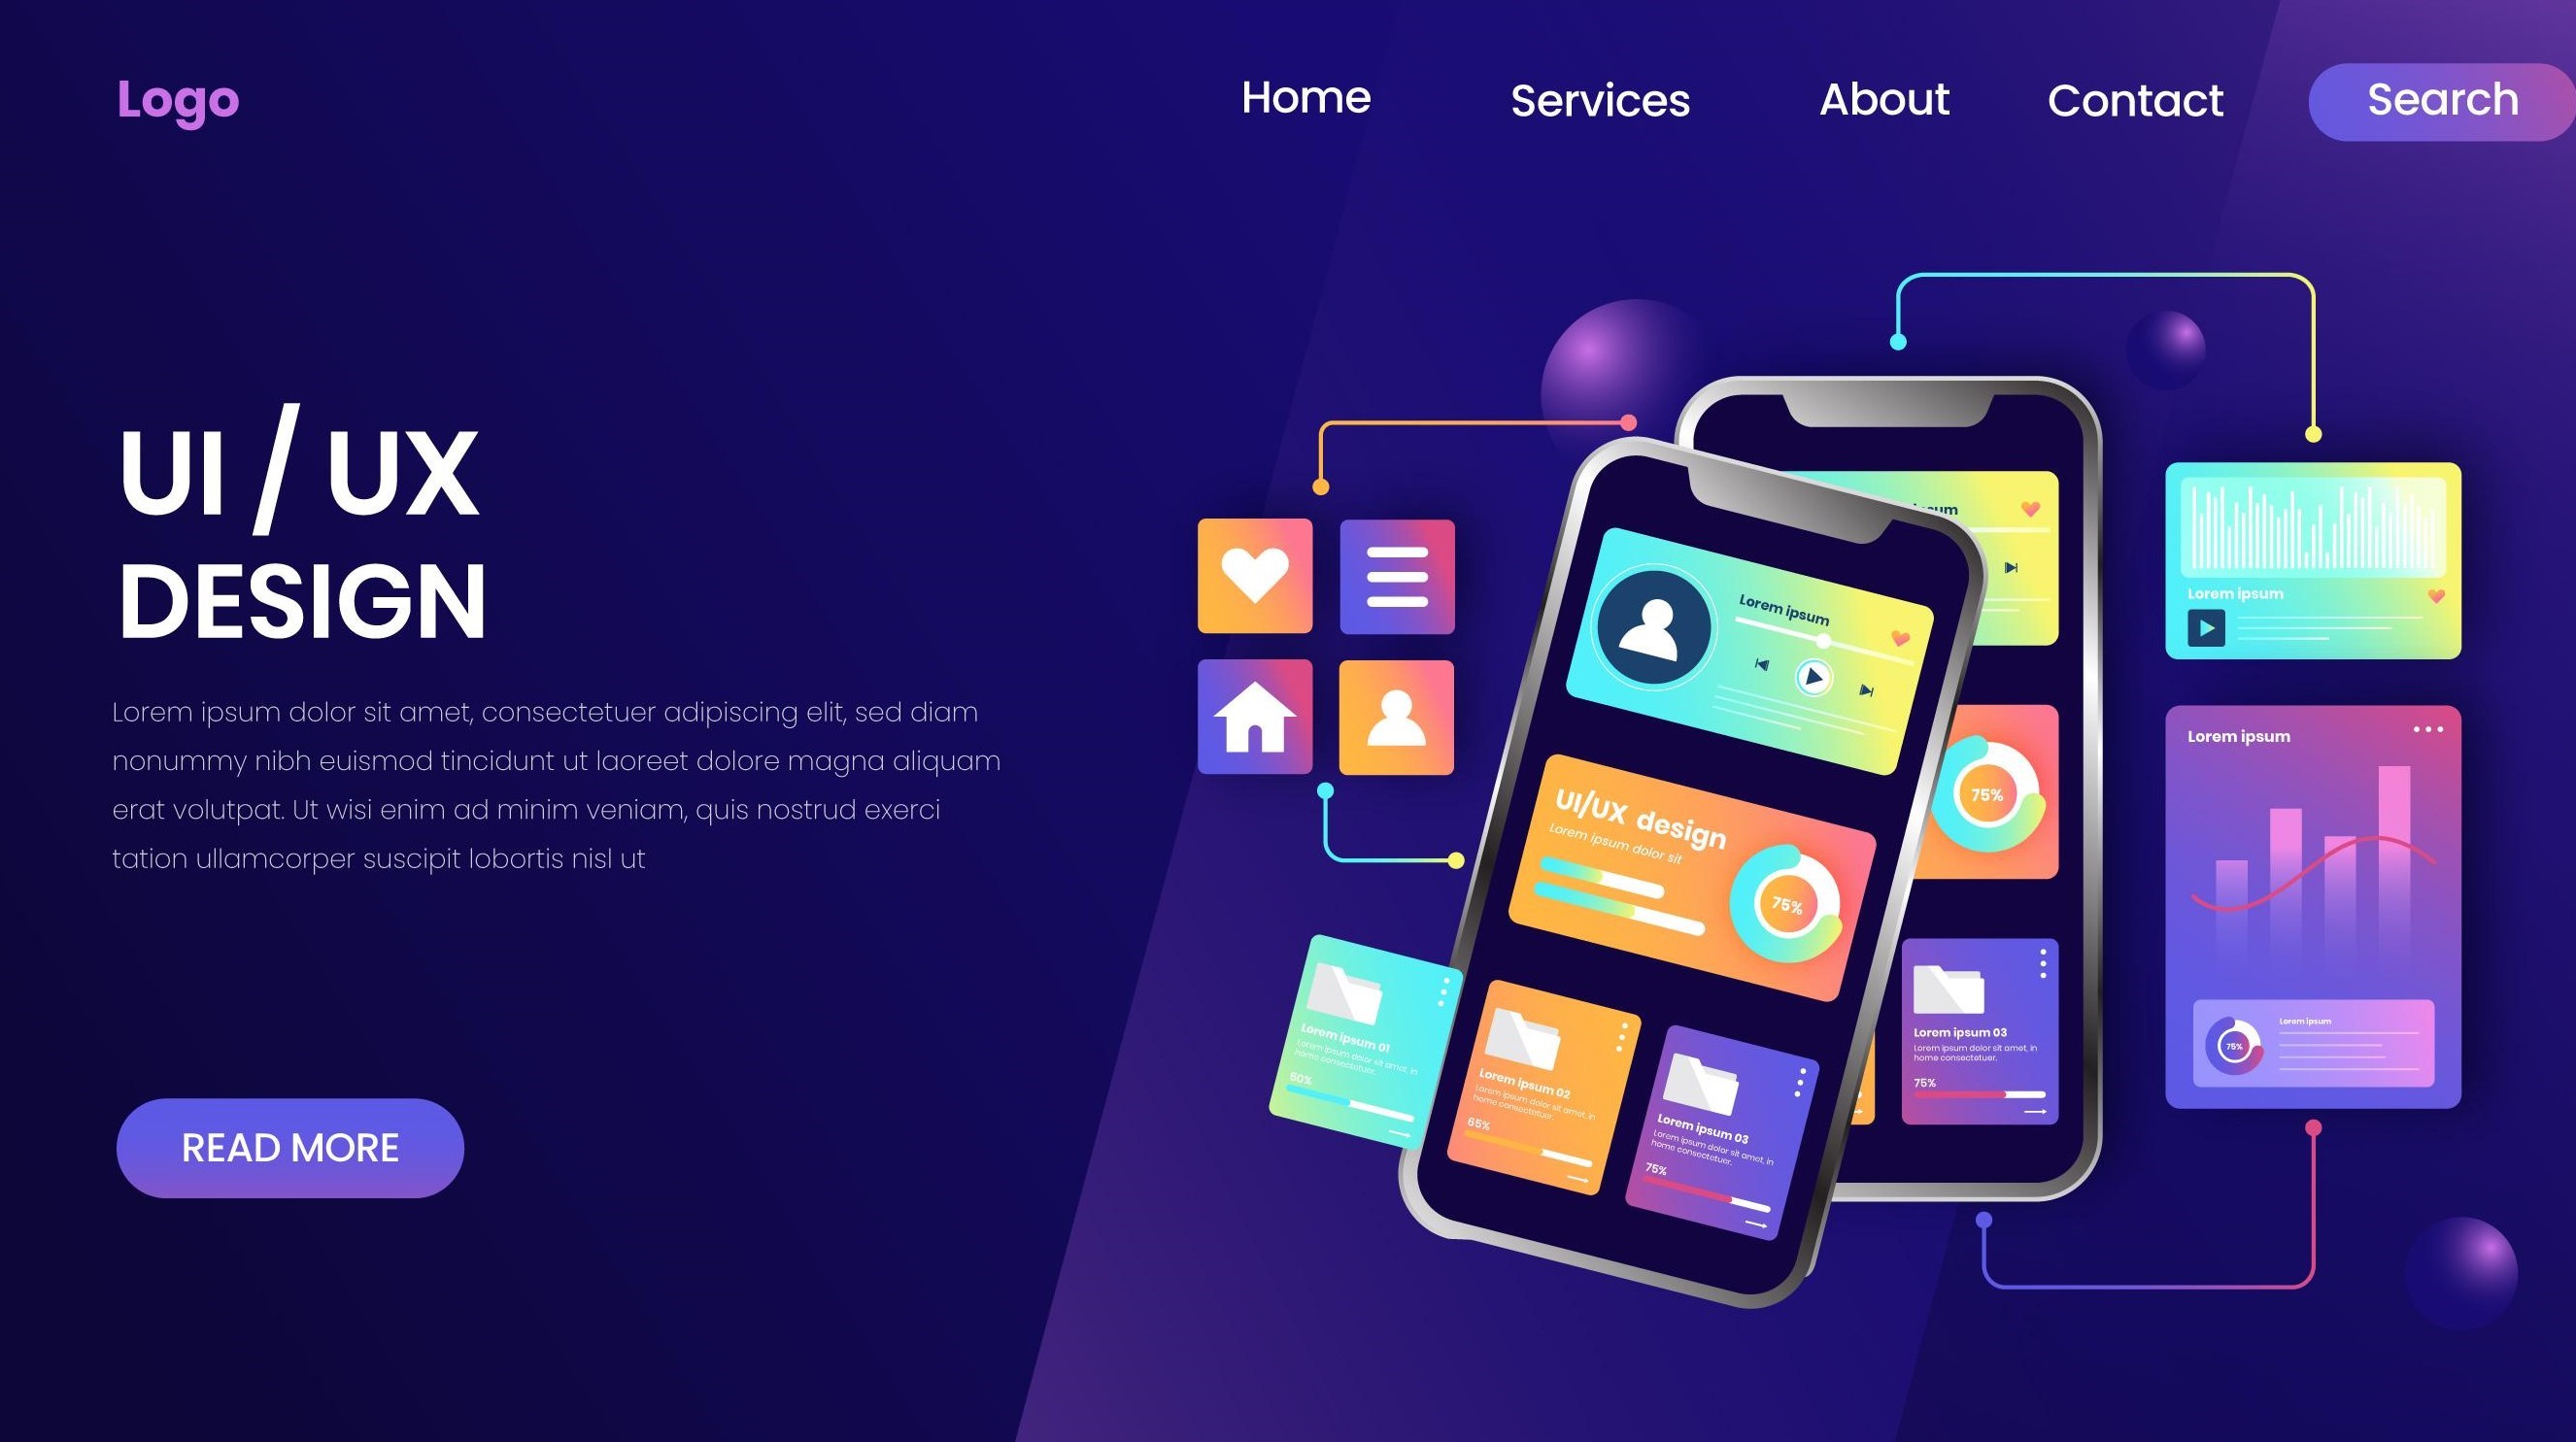 Logo
Home
Services
About
Contact
Search
UI / UX
DESIGN
Lorem ipsum dolor sit amet, consectetuer adipiscing elit, sed diam
nonummy nibh euismod tincidunt ut laoreet dolore magna aliquam
erat volutpat. Ut wisi enim ad minim veniam, quis nostrud exerci
tation ullamcorper suscipit lobortis nisl ut
READ MORE
Lorem ipsum
UI/UX design
Lorem ipsum dolor sit
75%
Lorem ipsum 01
Lorem ipsum dolor sit amet, in
home consectetuer.
50%
Lorem ipsum 02
Lorem ipsum dolor sit amet, in
home consectetuer.
65%
Lorem ipsum 03
Lorem ipsum dolor sit amet, in
home consectetuer.
75%
75%
Lorem ipsum 03
Lorem ipsum dolor sit amet, in
home consectetuer.
75%
Lorem ipsum
Lorem ipsum
Lorem ipsum
75%